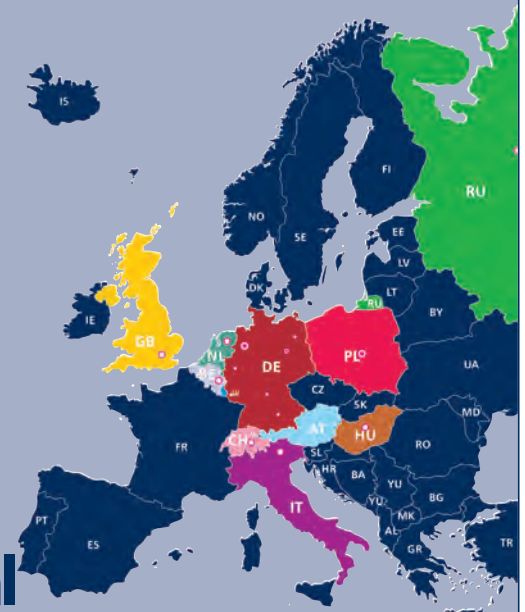 IS
FI
RU
NO
SE
EE
LV
DK
LT
RU
IE
GB
BY
NL
PL
BE
DE
UA
CZ
SK
MD
AT
HU
CH
FR
RO
SL
HR
BA
YU
IT
YU
BG
MK
PT
AL
ES
GR
TR
l